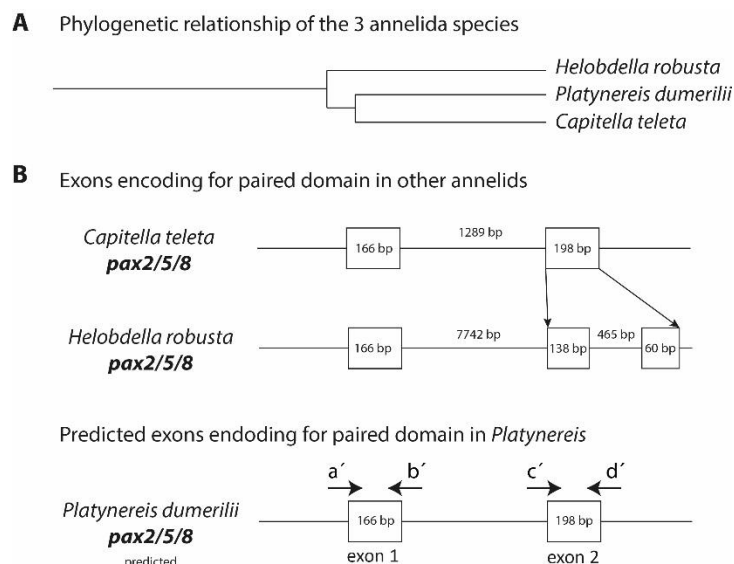 A Phylogenetic relationship of the 3 annelida species
Helobdella robusta
Platynereis dumerilii
Capitella teleta
B Exons encoding for paired domain in other annelids
Capitella teleta
pax2/5/8
166 bp
1289 bp
198 bp
Helobdella robusta
pax2/5/8
166 bp
7742 bp
138 bp
465 bp
60 bp
Predicted exons endoding for paired domain in Platynereis
a´ b´ c´ d´
Platynereis dumerilii
pax2/5/8
predicted
166 bp
198 bp
exon 1
exon 2